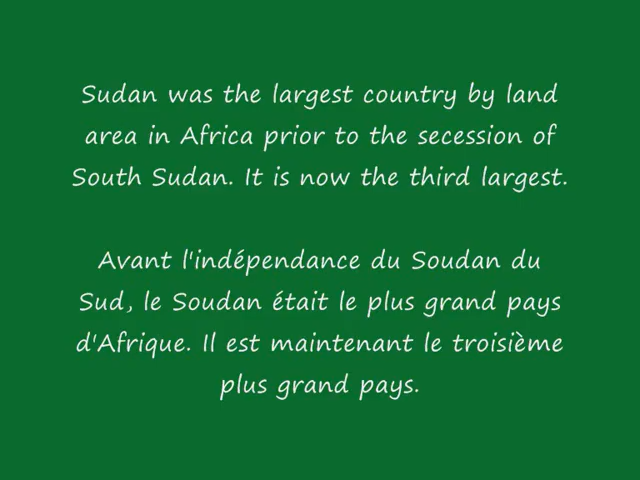 Sudan was the largest country by land
area in Africa prior to the secession of
South Sudan. It is now the third largest.
Avant l'indépendance du Soudan du
Sud, le Soudan était le plus grand pays
d'Afrique. Il est maintenant le troisième
plus grand pays.